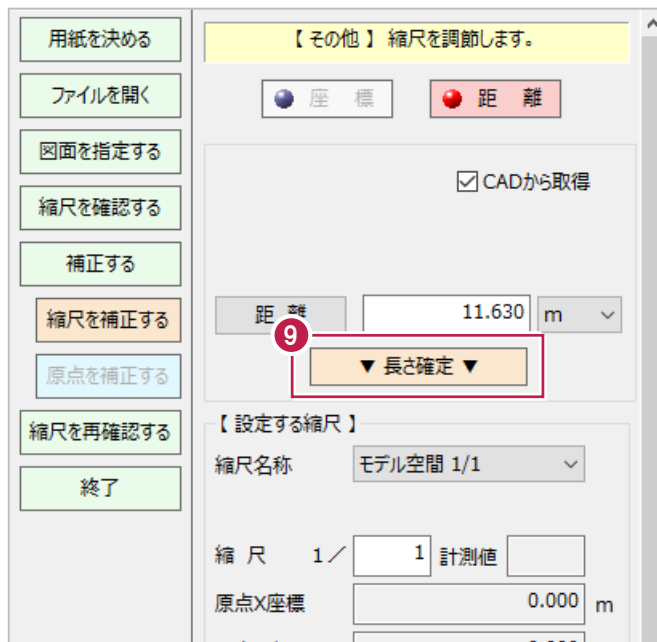 用紙を決める
ファイルを開く
図面を指定する
縮尺を確認する
補正する
縮尺を補正する
原点を補正する
縮尺を再確認する
終了
【 その他 】 縮尺を調節します。
座 標 距 離
CADから取得
距 離 11.630 m
9
▼ 長さ確定 ▼
【 設定する縮尺 】
縮尺名称 モデル空間 1/1
縮 尺 1／ 1 計測値
原点X座標 0.000 m